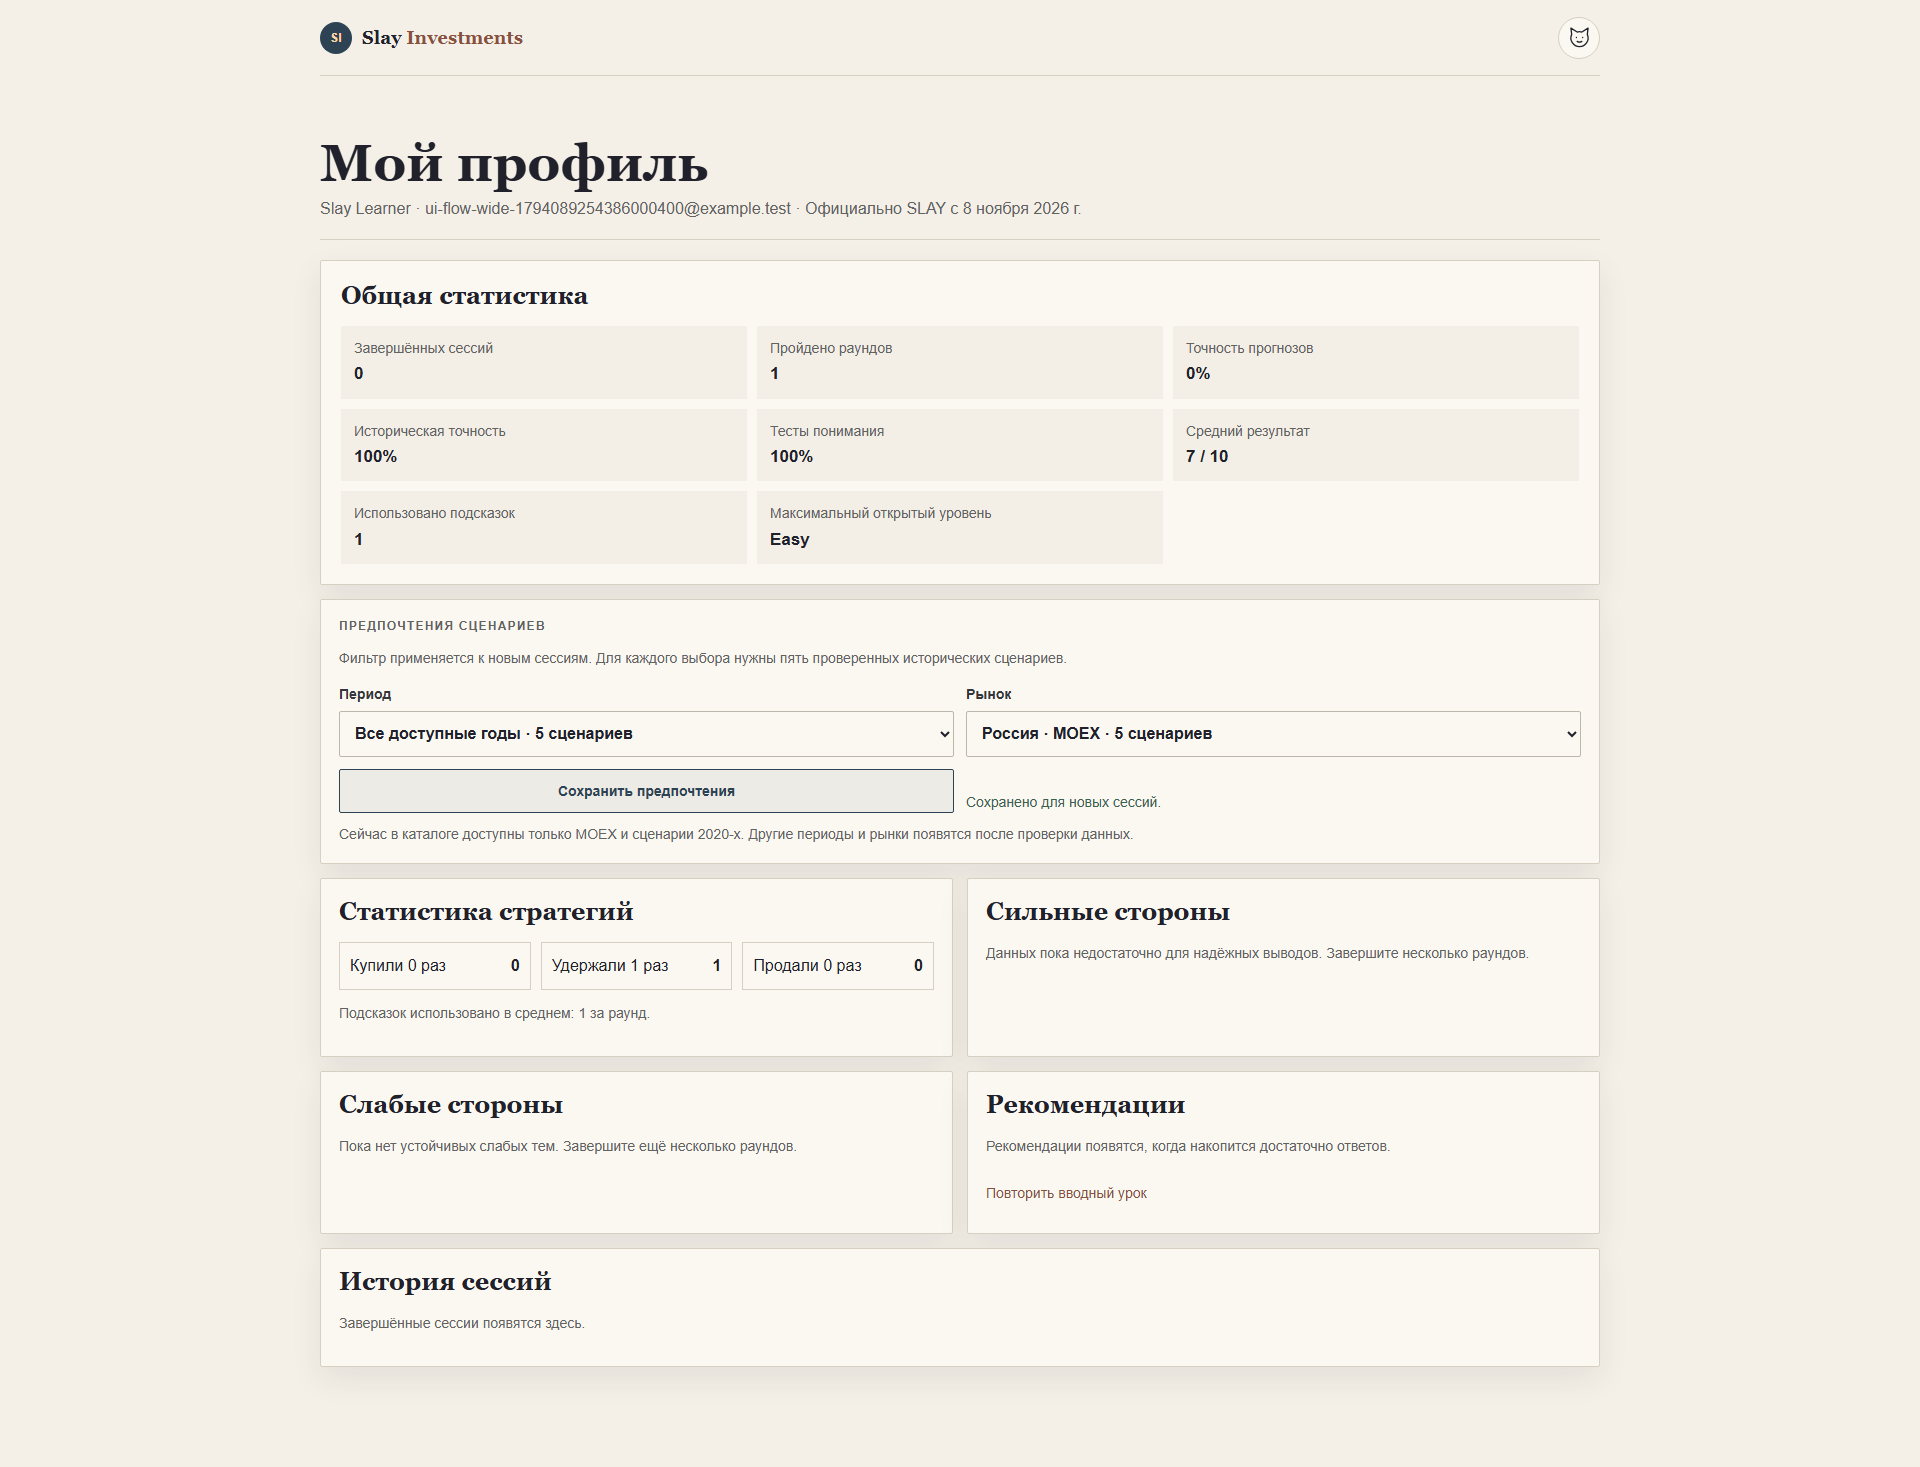 SI Slay Investments
Мой профиль
Slay Learner · ui-flow-wide-1794089254386000400@example.test · Официально SLAY с 8 ноября 2026 г.
Общая статистика
Завершённых сессий
0
Пройдено раундов
1
Точность прогнозов
0%
Историческая точность
100%
Тесты понимания
100%
Средний результат
7 / 10
Использовано подсказок
1
Максимальный открытый уровень
Easy
ПРЕДПОЧТЕНИЯ СЦЕНАРИЕВ
Фильтр применяется к новым сессиям. Для каждого выбора нужны пять проверенных исторических сценариев.
Период
Все доступные годы · 5 сценариев
Рынок
Россия · MOEX · 5 сценариев
Сохранить предпочтения
Сохранено для новых сессий.
Сейчас в каталоге доступны только MOEX и сценарии 2020-х. Другие периоды и рынки появятся после проверки данных.
Статистика стратегий
Купили 0 раз 0
Удержали 1 раз 1
Продали 0 раз 0
Подсказок использовано в среднем: 1 за раунд.
Сильные стороны
Данных пока недостаточно для надёжных выводов. Завершите несколько раундов.
Слабые стороны
Пока нет устойчивых слабых тем. Завершите ещё несколько раундов.
Рекомендации
Рекомендации появятся, когда накопится достаточно ответов.
Повторить вводный урок
История сессий
Завершённые сессии появятся здесь.